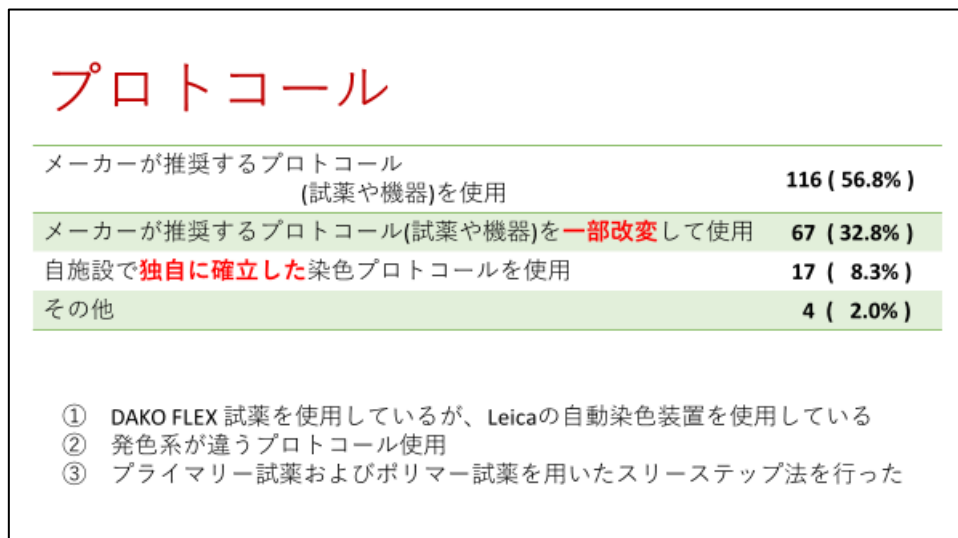 プロトコール
メーカーが推奨するプロトコール
(試薬や機器)を使用 116 ( 56.8% )
メーカーが推奨するプロトコール(試薬や機器)を一部改変して使用 67 ( 32.8% )
自施設で独自に確立した染色プロトコールを使用 17 ( 8.3% )
その他 4 ( 2.0% )
① DAKO FLEX 試薬を使用しているが、Leicaの自動染色装置を使用している
② 発色系が違うプロトコール使用
③ プライマリー試薬およびポリマー試薬を用いたスリーステップ法を行った